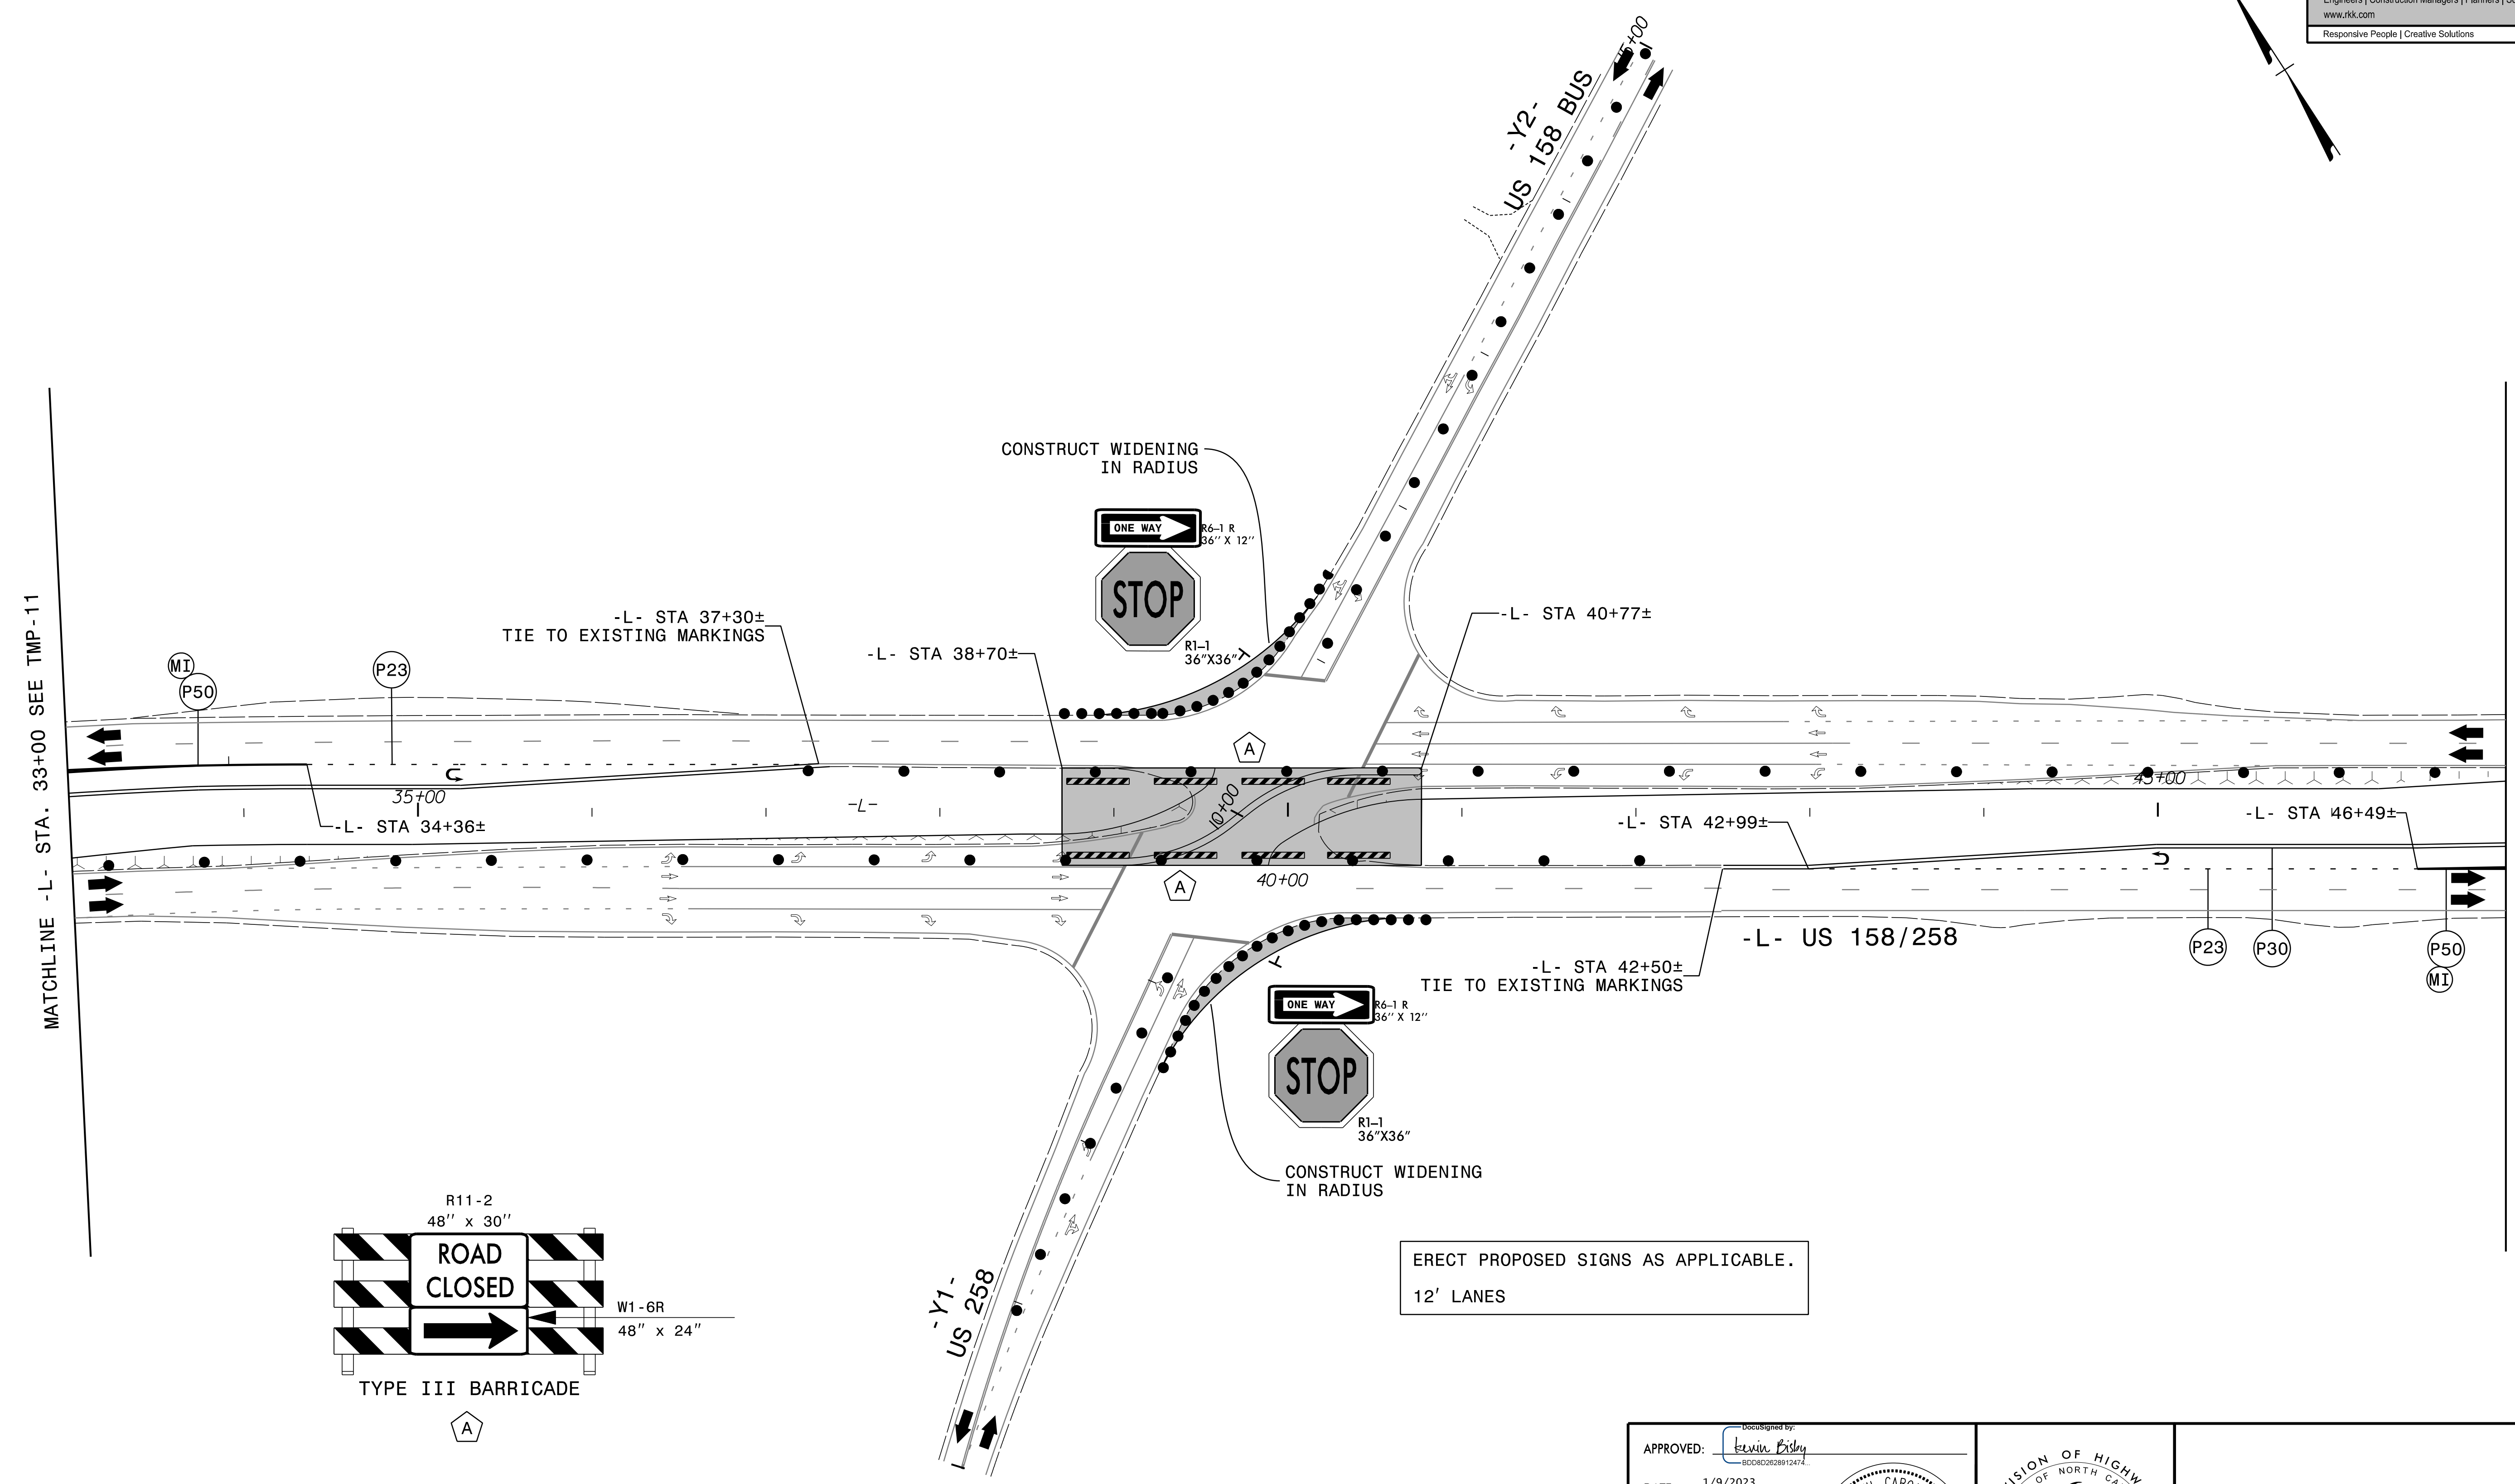 www.rkk.com
Responsive People | Creative Solutions
15+00
-Y2-
US 158 BUS
CONSTRUCT WIDENING
IN RADIUS
ONE WAY
R6-1 R
36'' X 12''
STOP
R1-1
36"X36"
-L- STA 37+30±
TIE TO EXISTING MARKINGS
-L- STA 38+70±
-L- STA 40+77±
MATCHLINE -L- STA. 33+00 SEE TMP-11
MI
P50
P23
A
35+00
-L-
10+00
45+00
-L- STA 34+36±
-L- STA 42+99±
-L- STA 46+49±
40+00
A
-L- US 158/258
P23
P30
P50
MI
-L- STA 42+50±
TIE TO EXISTING MARKINGS
ONE WAY
R6-1 R
36'' X 12''
STOP
R1-1
36"X36"
CONSTRUCT WIDENING
IN RADIUS
R11-2
48'' x 30''
ROAD
CLOSED
W1-6R
48" x 24"
TYPE III BARRICADE
A
-Y1-
US 258
ERECT PROPOSED SIGNS AS APPLICABLE.
12' LANES
DocuSigned by:
APPROVED: Kevin Bisby
BDD8D2628912474...
1/9/2023